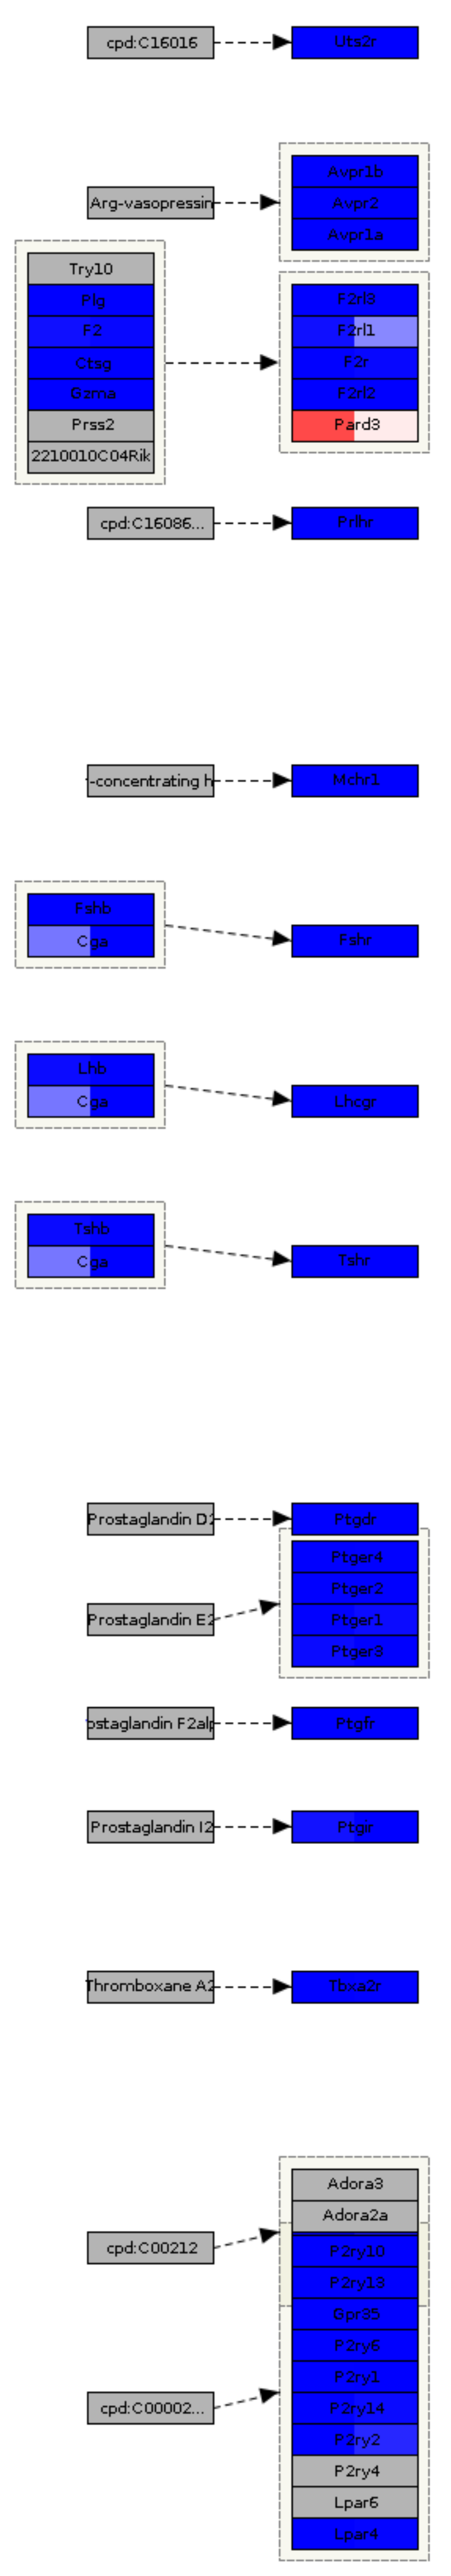 cpd:C16016
Uts2r
Arg-vasopressin
Avpr1b
Avpr2
Avpr1a
Try10
Plg
F2
Ctsg
Gzma
Prss2
2210010C04Rik
F2rl3
F2rl1
F2r
F2rl2
Pard3
cpd:C16086...
Prlhr
-concentrating h
Mchr1
Fshb
Cga
Fshr
Lhb
Cga
Lhcgr
Tshb
Cga
Tshr
Prostaglandin D2
Ptgdr
Prostaglandin E2
Ptger4
Ptger2
Ptger1
Ptger3
ostaglandin F2alp
Ptgfr
Prostaglandin I2
Ptgir
Thromboxane A2
Tbxa2r
cpd:C00212
Adora3
Adora2a
cpd:C00002...
P2ry10
P2ry13
Gpr35
P2ry6
P2ry1
P2ry14
P2ry2
P2ry4
Lpar6
Lpar4